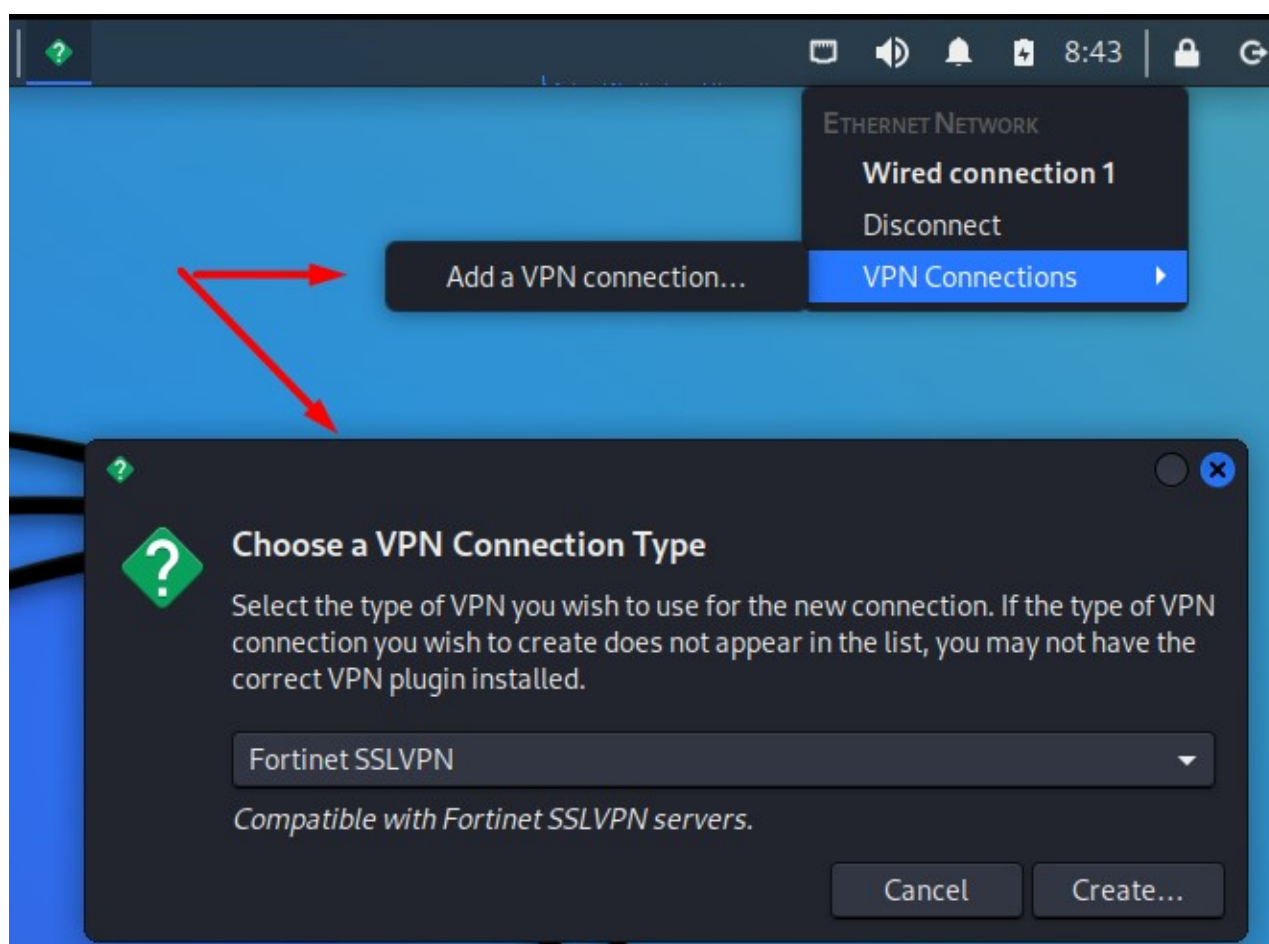 8:43
ETHERNET NETWORK
Wired connection 1
Disconnect
Add a VPN connection...
VPN Connections
Choose a VPN Connection Type
Select the type of VPN you wish to use for the new connection. If the type of VPN
connection you wish to create does not appear in the list, you may not have the
correct VPN plugin installed.
Fortinet SSLVPN
Compatible with Fortinet SSLVPN servers.
Cancel
Create...